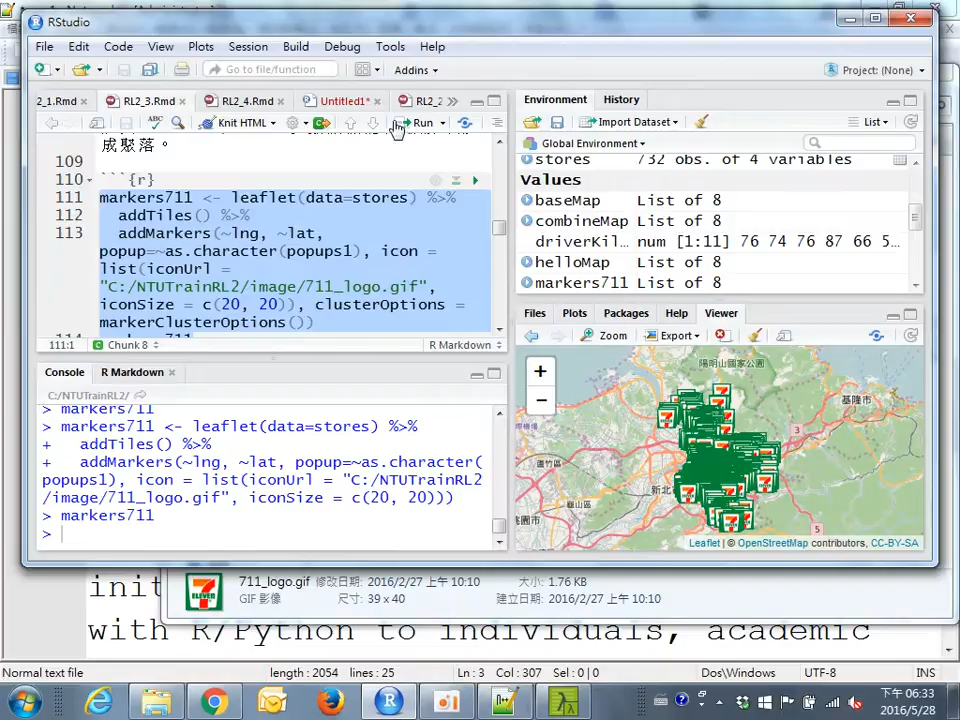 RStudio
File Edit Code View Plots Session Build Debug Tools Help
Go to file/function
Addins
Project: (None)
2_1.Rmd
RL2_3.Rmd
RL2_4.Rmd
Untitled1*
RL2_2
Knit HTML
Run
成聚落。
109
110 ```{r}
111 markers711 <- leaflet(data=stores) %>%
112 addTiles() %>%
113 addMarkers(~lng, ~lat,
popup=~as.character(popups1), icon =
list(iconUrl =
"C:/NTUTrainRL2/image/711_logo.gif",
iconSize = c(20, 20)), clusterOptions =
markerClusterOptions())
111:1
Chunk 8
R Markdown
Console
R Markdown
C:/NTUTrainRL2/
> markers711
> markers711 <- leaflet(data=stores) %>%
+ addTiles() %>%
+ addMarkers(~lng, ~lat, popup=~as.character(
popups1), icon = list(iconUrl = "C:/NTUTrainRL2
/image/711_logo.gif", iconSize = c(20, 20)))
> markers711
>
Environment History
Import Dataset
List
Global Environment
stores 732 obs. of 4 variables
Values
baseMap List of 8
combineMap List of 8
driverKil… num [1:11] 76 74 76 87 66 5…
helloMap List of 8
markers711 List of 8
Files Plots Packages Help Viewer
Zoom
Export
+
−
陽明山國家公園
基隆市
蘆竹區
龜山區
新北
桃園市
3
5
Leaflet | © OpenStreetMap contributors, CC-BY-SA
711_logo.gif 修改日期: 2016/2/27 上午 10:10 大小: 1.76 KB
GIF 影像 尺寸: 39 x 40 建立日期: 2016/2/27 上午 10:10
init
with R/Python to individuals, academic
Normal text file
length : 2054 lines : 25
Ln : 3 Col : 307 Sel : 0 | 0
Dos\Windows
UTF-8
INS
下午 06:33
2016/5/28